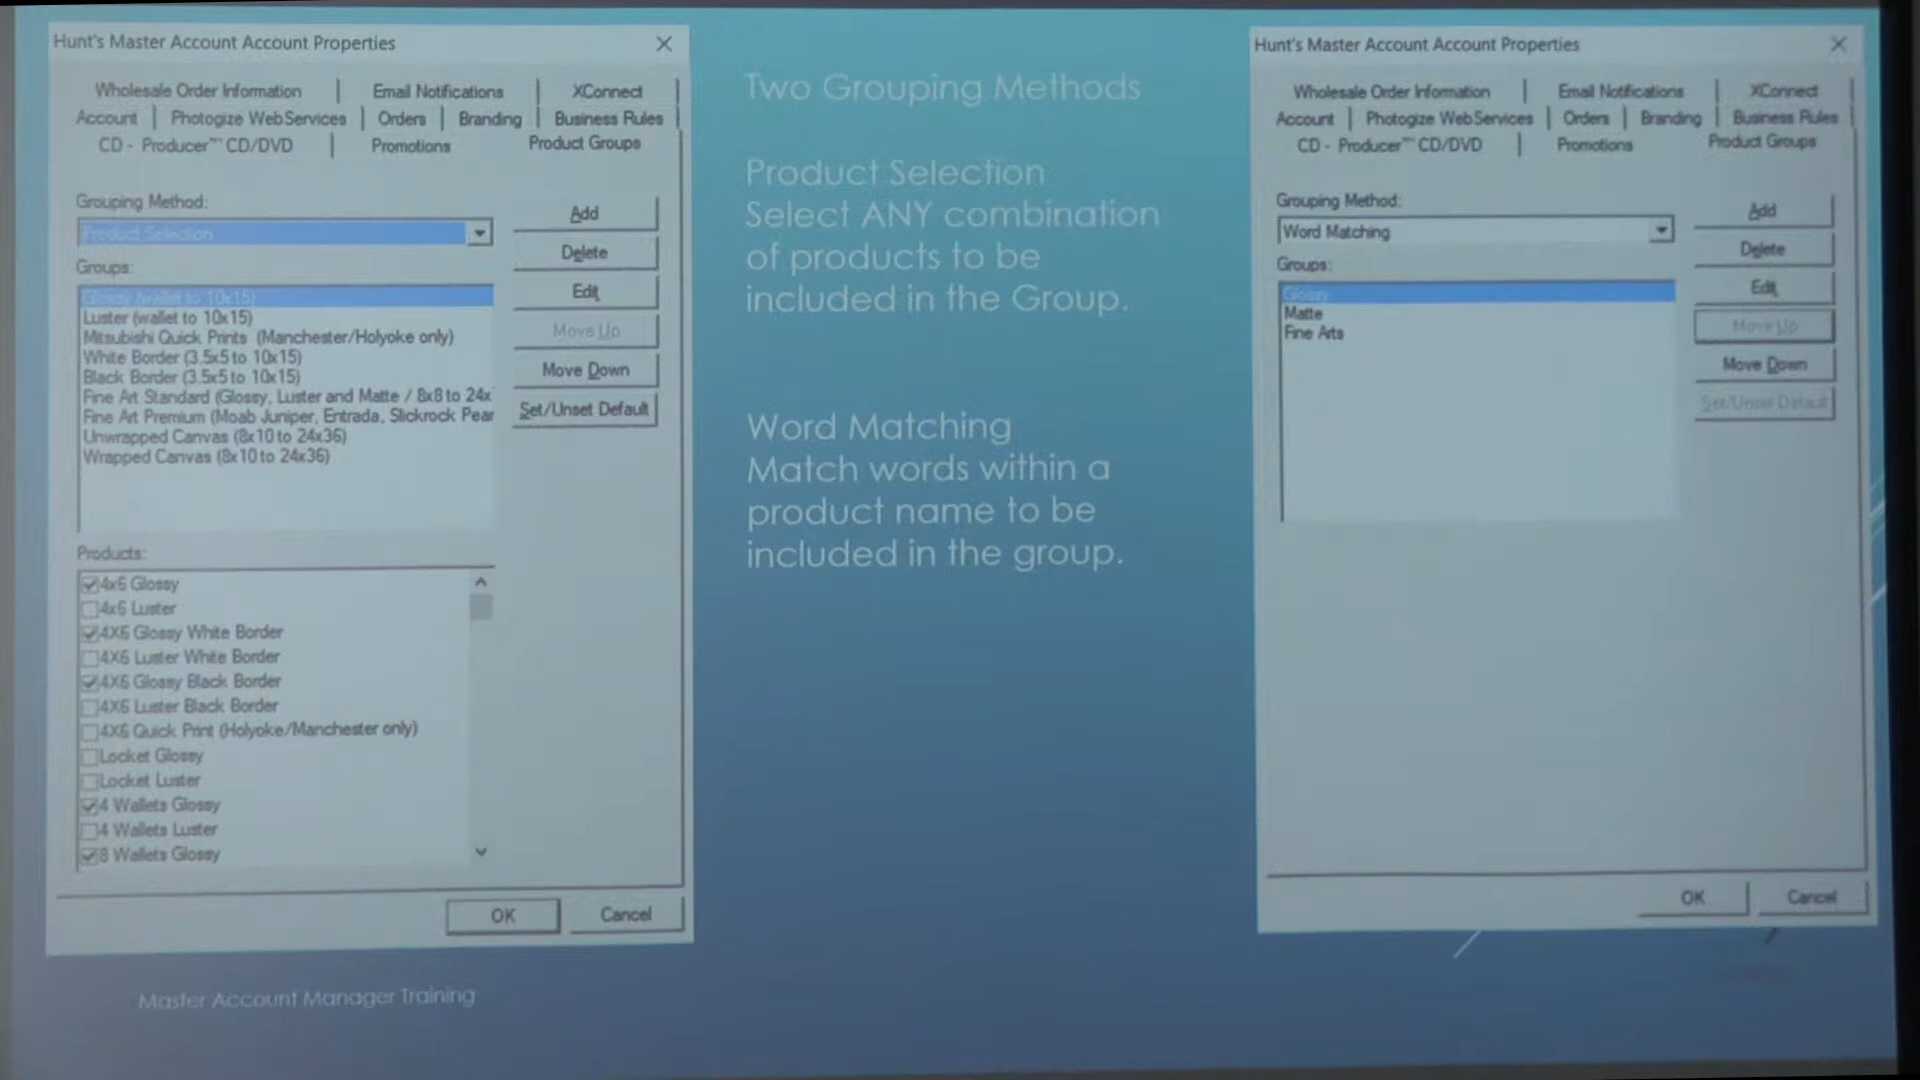 Hunt's Master Account Account Properties
Wholesale Order Information
Email Notifications
XConnect
Account
Photogize WebServices
Orders
Branding
Business Rules
CD - Producer™ CD/DVD
Promotions
Product Groups
Grouping Method:
Product Selection
Groups:
Glossy (wallet to 10x15)
Luster (wallet to 10x15)
Mitsubishi Quick Prints (Manchester/Holyoke only)
White Border (3.5x5 to 10x15)
Black Border (3.5x5 to 10x15)
Fine Art Standard (Glossy, Luster and Matte / 8x8 to 24x
Fine Art Premium (Moab Juniper, Entrada, Slickrock Pear
Unwrapped Canvas (8x10 to 24x36)
Wrapped Canvas (8x10 to 24x36)
Add
Delete
Edit
Move Up
Move Down
Set/Unset Default
Products:
4x6 Glossy
4x6 Luster
4X6 Glossy White Border
4X6 Luster White Border
4X6 Glossy Black Border
4X6 Luster Black Border
4X6 Quick Print (Holyoke/Manchester only)
Locket Glossy
Locket Luster
4 Wallets Glossy
4 Wallets Luster
8 Wallets Glossy
OK
Cancel
Two Grouping Methods
Product Selection
Select ANY combination
of products to be
included in the Group.
Word Matching
Match words within a
product name to be
included in the group.
Hunt's Master Account Account Properties
Wholesale Order Information
Email Notifications
XConnect
Account
Photogize WebServices
Orders
Branding
Business Rules
CD - Producer™ CD/DVD
Promotions
Product Groups
Grouping Method:
Word Matching
Groups:
Glossy
Matte
Fine Arts
Add
Delete
Edit
Move Up
Move Down
Set/Unset Default
OK
Cancel
Master Account Manager Training